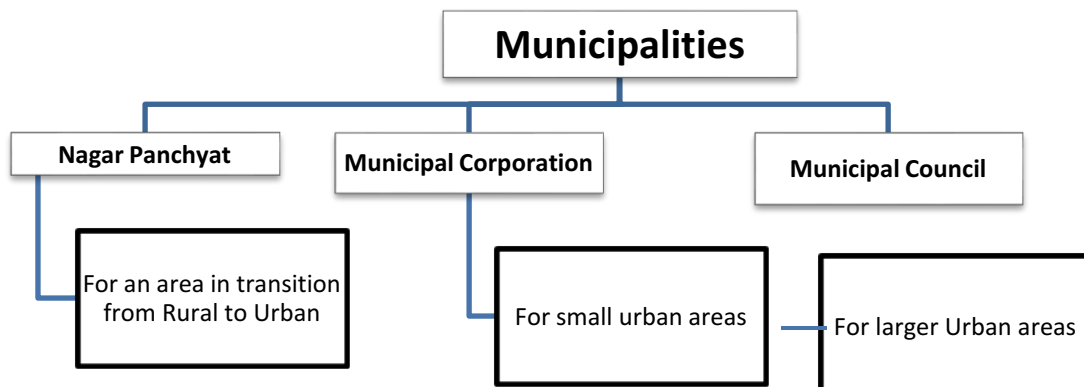 Municipalities
Nagar Panchyat
Municipal Corporation
Municipal Council
For an area in transition
from Rural to Urban
For small urban areas
For larger Urban areas